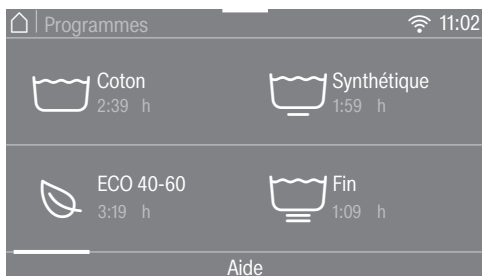 Programmes
11:02
Coton
2:39 h
Synthétique
1:59 h
ECO 40-60
3:19 h
Fin
1:09 h
Aide